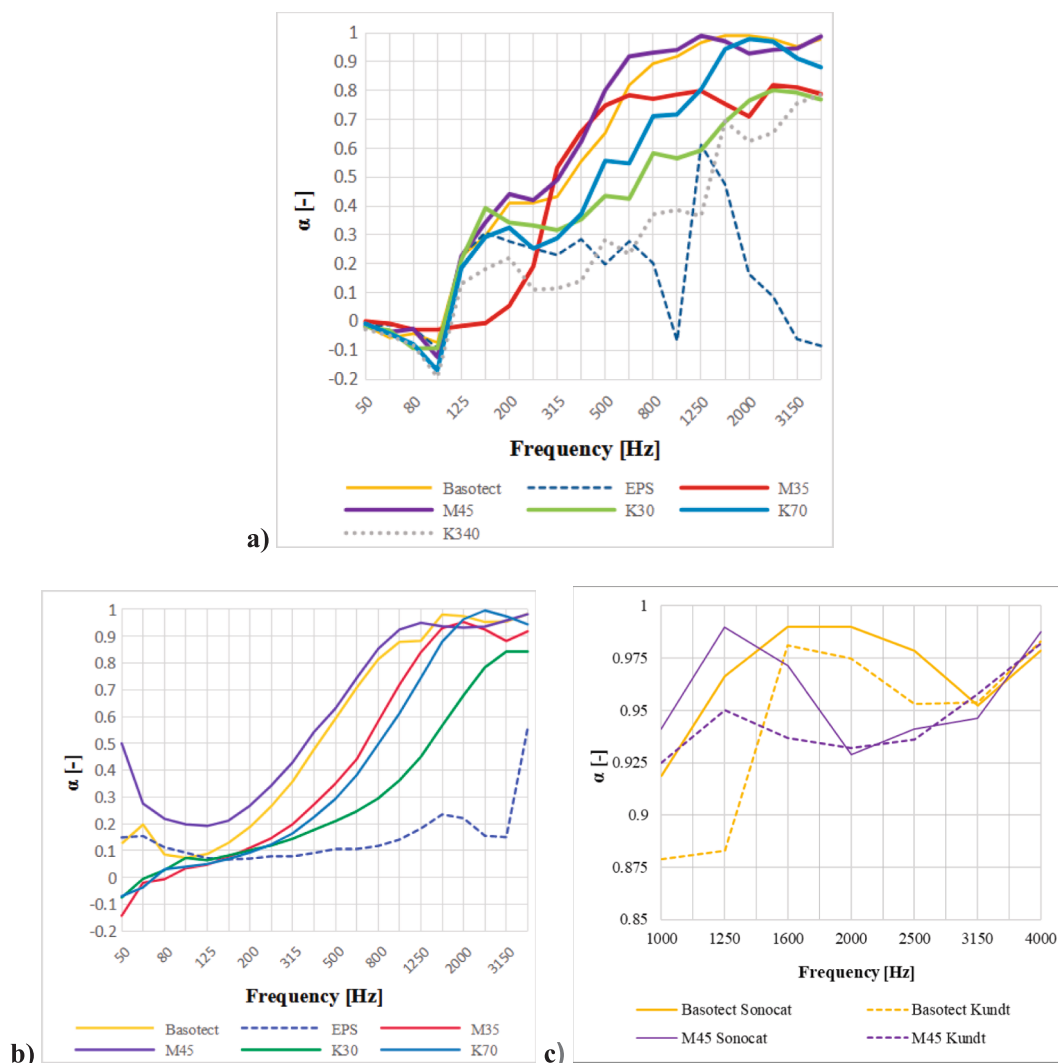 1
0.9
0.8
0.7
0.6
0.5
0.4
0.3
0.2
0.1
0
-0.1
-0.2
α [-]
50 80 125 200 315 500 800 1250 2000 3150
Frequency [Hz]
Basotect EPS M35
M45 K30 K70
K340
a)
1
0.9
0.8
0.7
0.6
0.5
0.4
0.3
0.2
0.1
0
-0.1
-0.2
α [-]
50 80 125 200 315 500 800 1250 2000 3150
Frequency [Hz]
Basotect EPS M35
M45 K30 K70
b)
1
0.975
0.95
0.925
0.9
0.875
0.85
α [-]
1000 1250 1600 2000 2500 3150 4000
Frequency [Hz]
Basotect Sonocat Basotect Kundt
M45 Sonocat M45 Kundt
c)